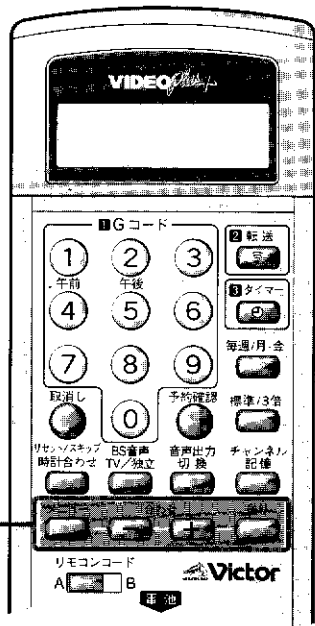 VIDEO Plus+
1 Gコード
2 転送
1 2 3
午前 午後
3 タイマー
4 5 6
毎週/月-金
7 8 9
取消し 予約確認 標準/3倍
0
リセット/スキップ BS音声 音声出力 チャンネル
時計合わせ TV/独立 切換 記憶
リモコンコード
A B
Victor
電池